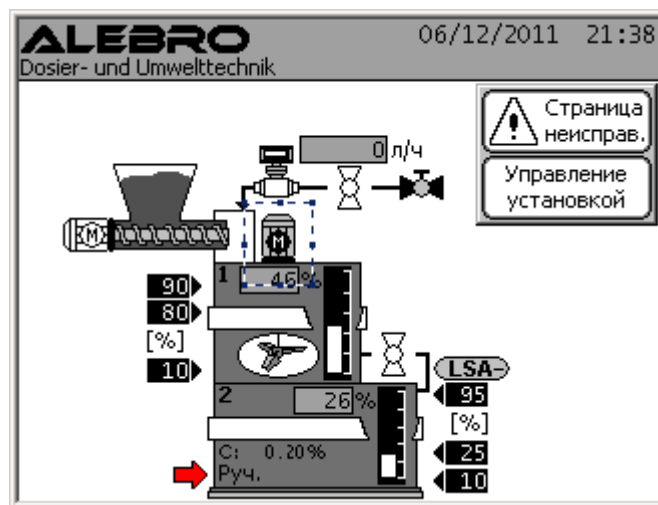 ALEBRO
06/12/2011 21:38
Dosier- und Umwelttechnik
Страница
неисправ.
Управление
установкой
0 л/ч
M
M
1
46 %
90
80
[%]
10
LSA-
2
26 %
95
[%]
25
10
C: 0.20%
Руч.